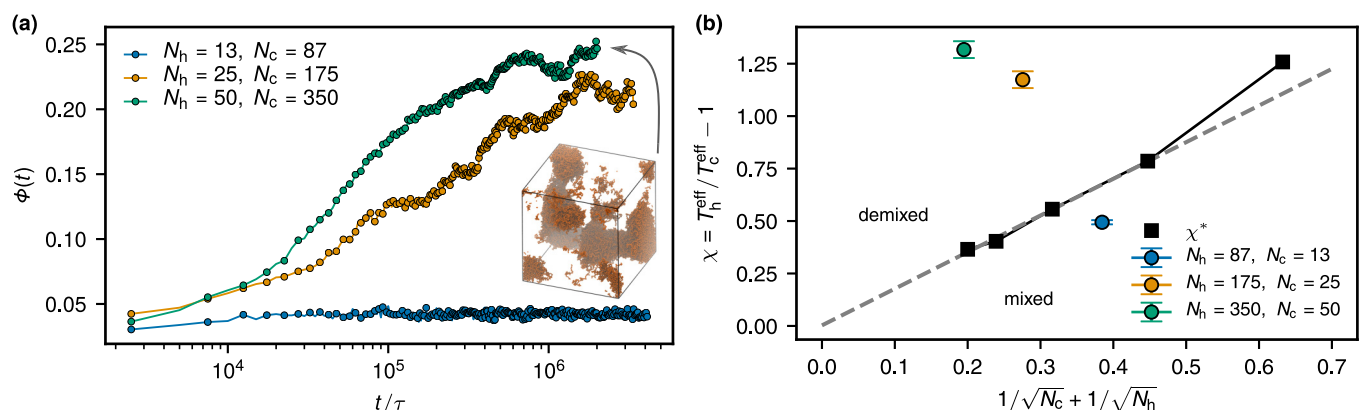 (a)
N_h = 13, N_c = 87
N_h = 25, N_c = 175
N_h = 50, N_c = 350
0.25
0.20
0.15
0.10
0.05
ϕ(t)
10^4
10^5
10^6
t/τ
(b)
1.25
1.00
0.75
0.50
0.25
0.00
χ = T_h^eff/T_c^eff − 1
demixed
mixed
χ*
N_h = 87, N_c = 13
N_h = 175, N_c = 25
N_h = 350, N_c = 50
0.0 0.1 0.2 0.3 0.4 0.5 0.6 0.7
1/√N_c + 1/√N_h